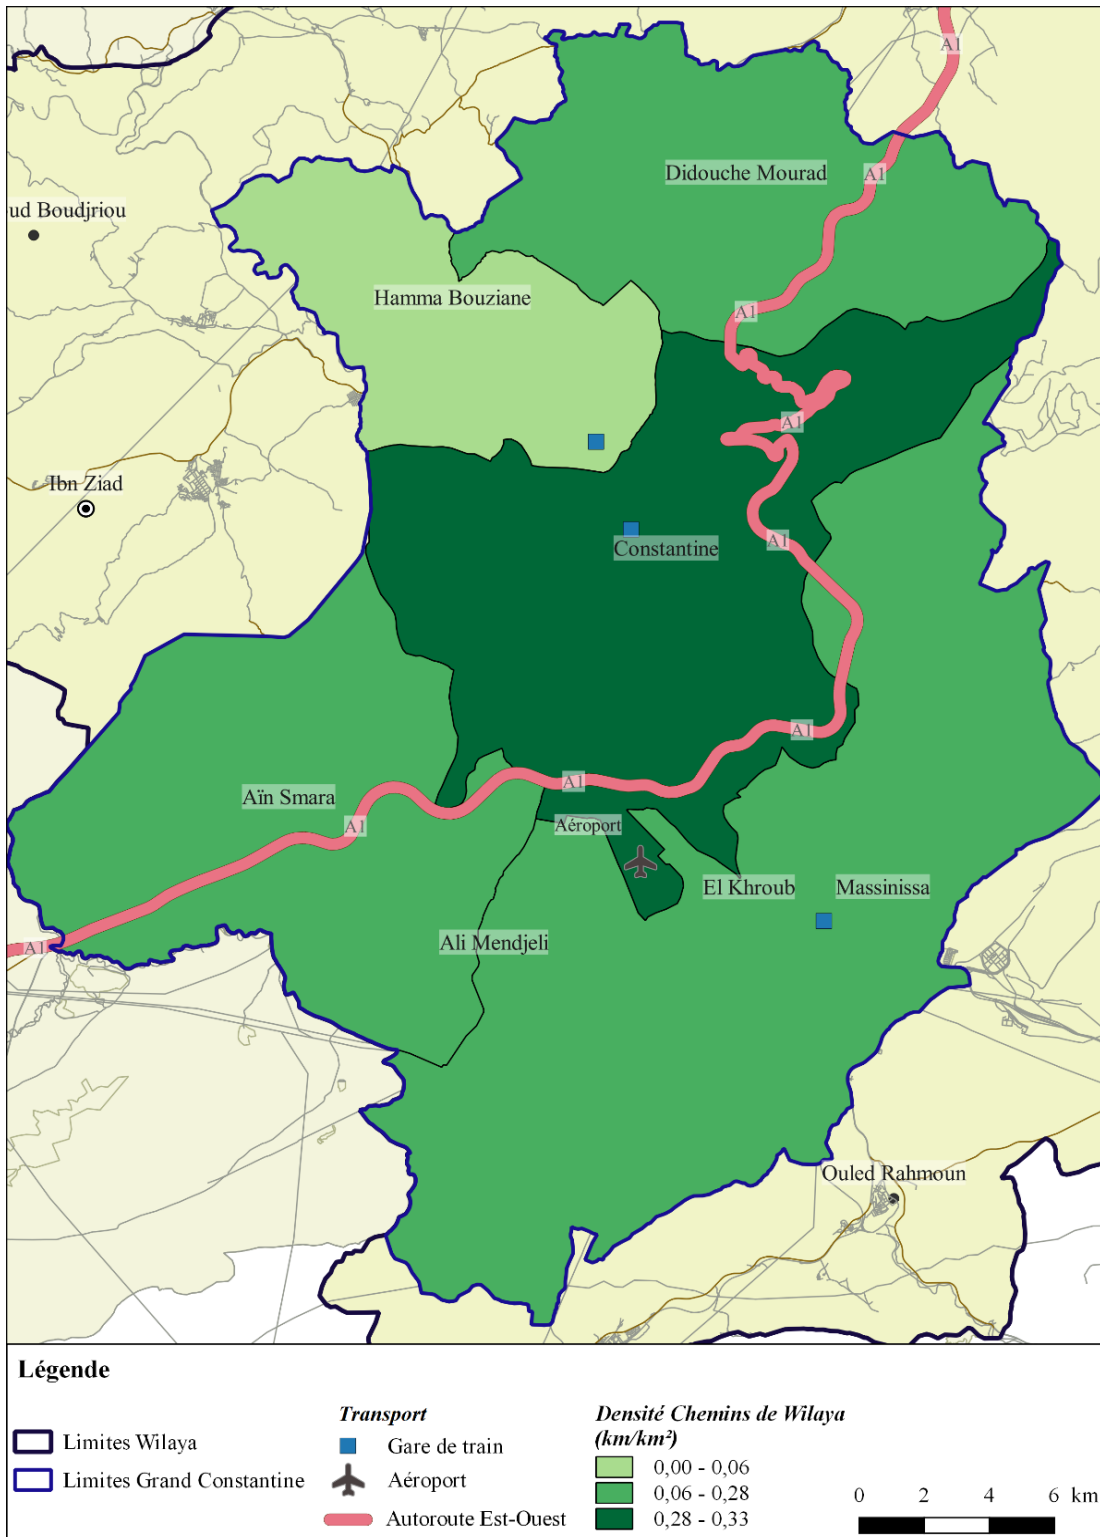 A1
Didouche Mourad
A1
ud Boudjriou
Hamma Bouziane
A1
A1
Ibn Ziad
A1
Constantine
A1
A1
Aïn Smara
A1
Aéroport
A1
El Khroub
Massinissa
Ali Mendjeli
A1
Ouled Rahmoun
Légende
Limites Wilaya
Limites Grand Constantine
Transport
Gare de train
Aéroport
Autoroute Est-Ouest
Densité Chemins de Wilaya
(km/km²)
0,00 - 0,06
0,06 - 0,28
0,28 - 0,33
0 2 4 6 km